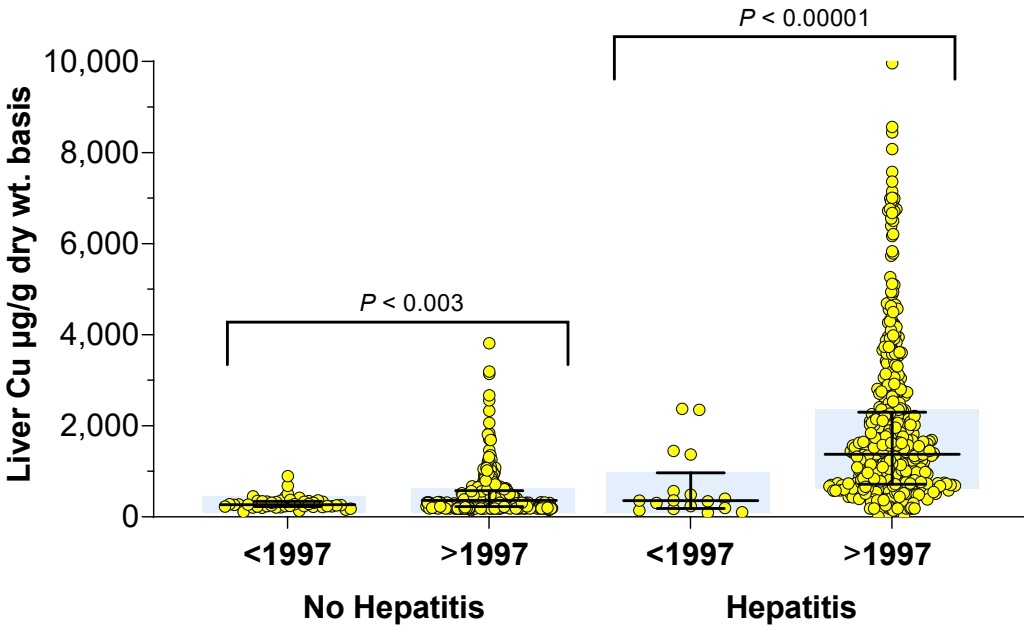 P < 0.00001
10,000
8,000
6,000
4,000
2,000
0
Liver Cu µg/g dry wt. basis
P < 0.003
<1997
>1997
<1997
>1997
No Hepatitis
Hepatitis